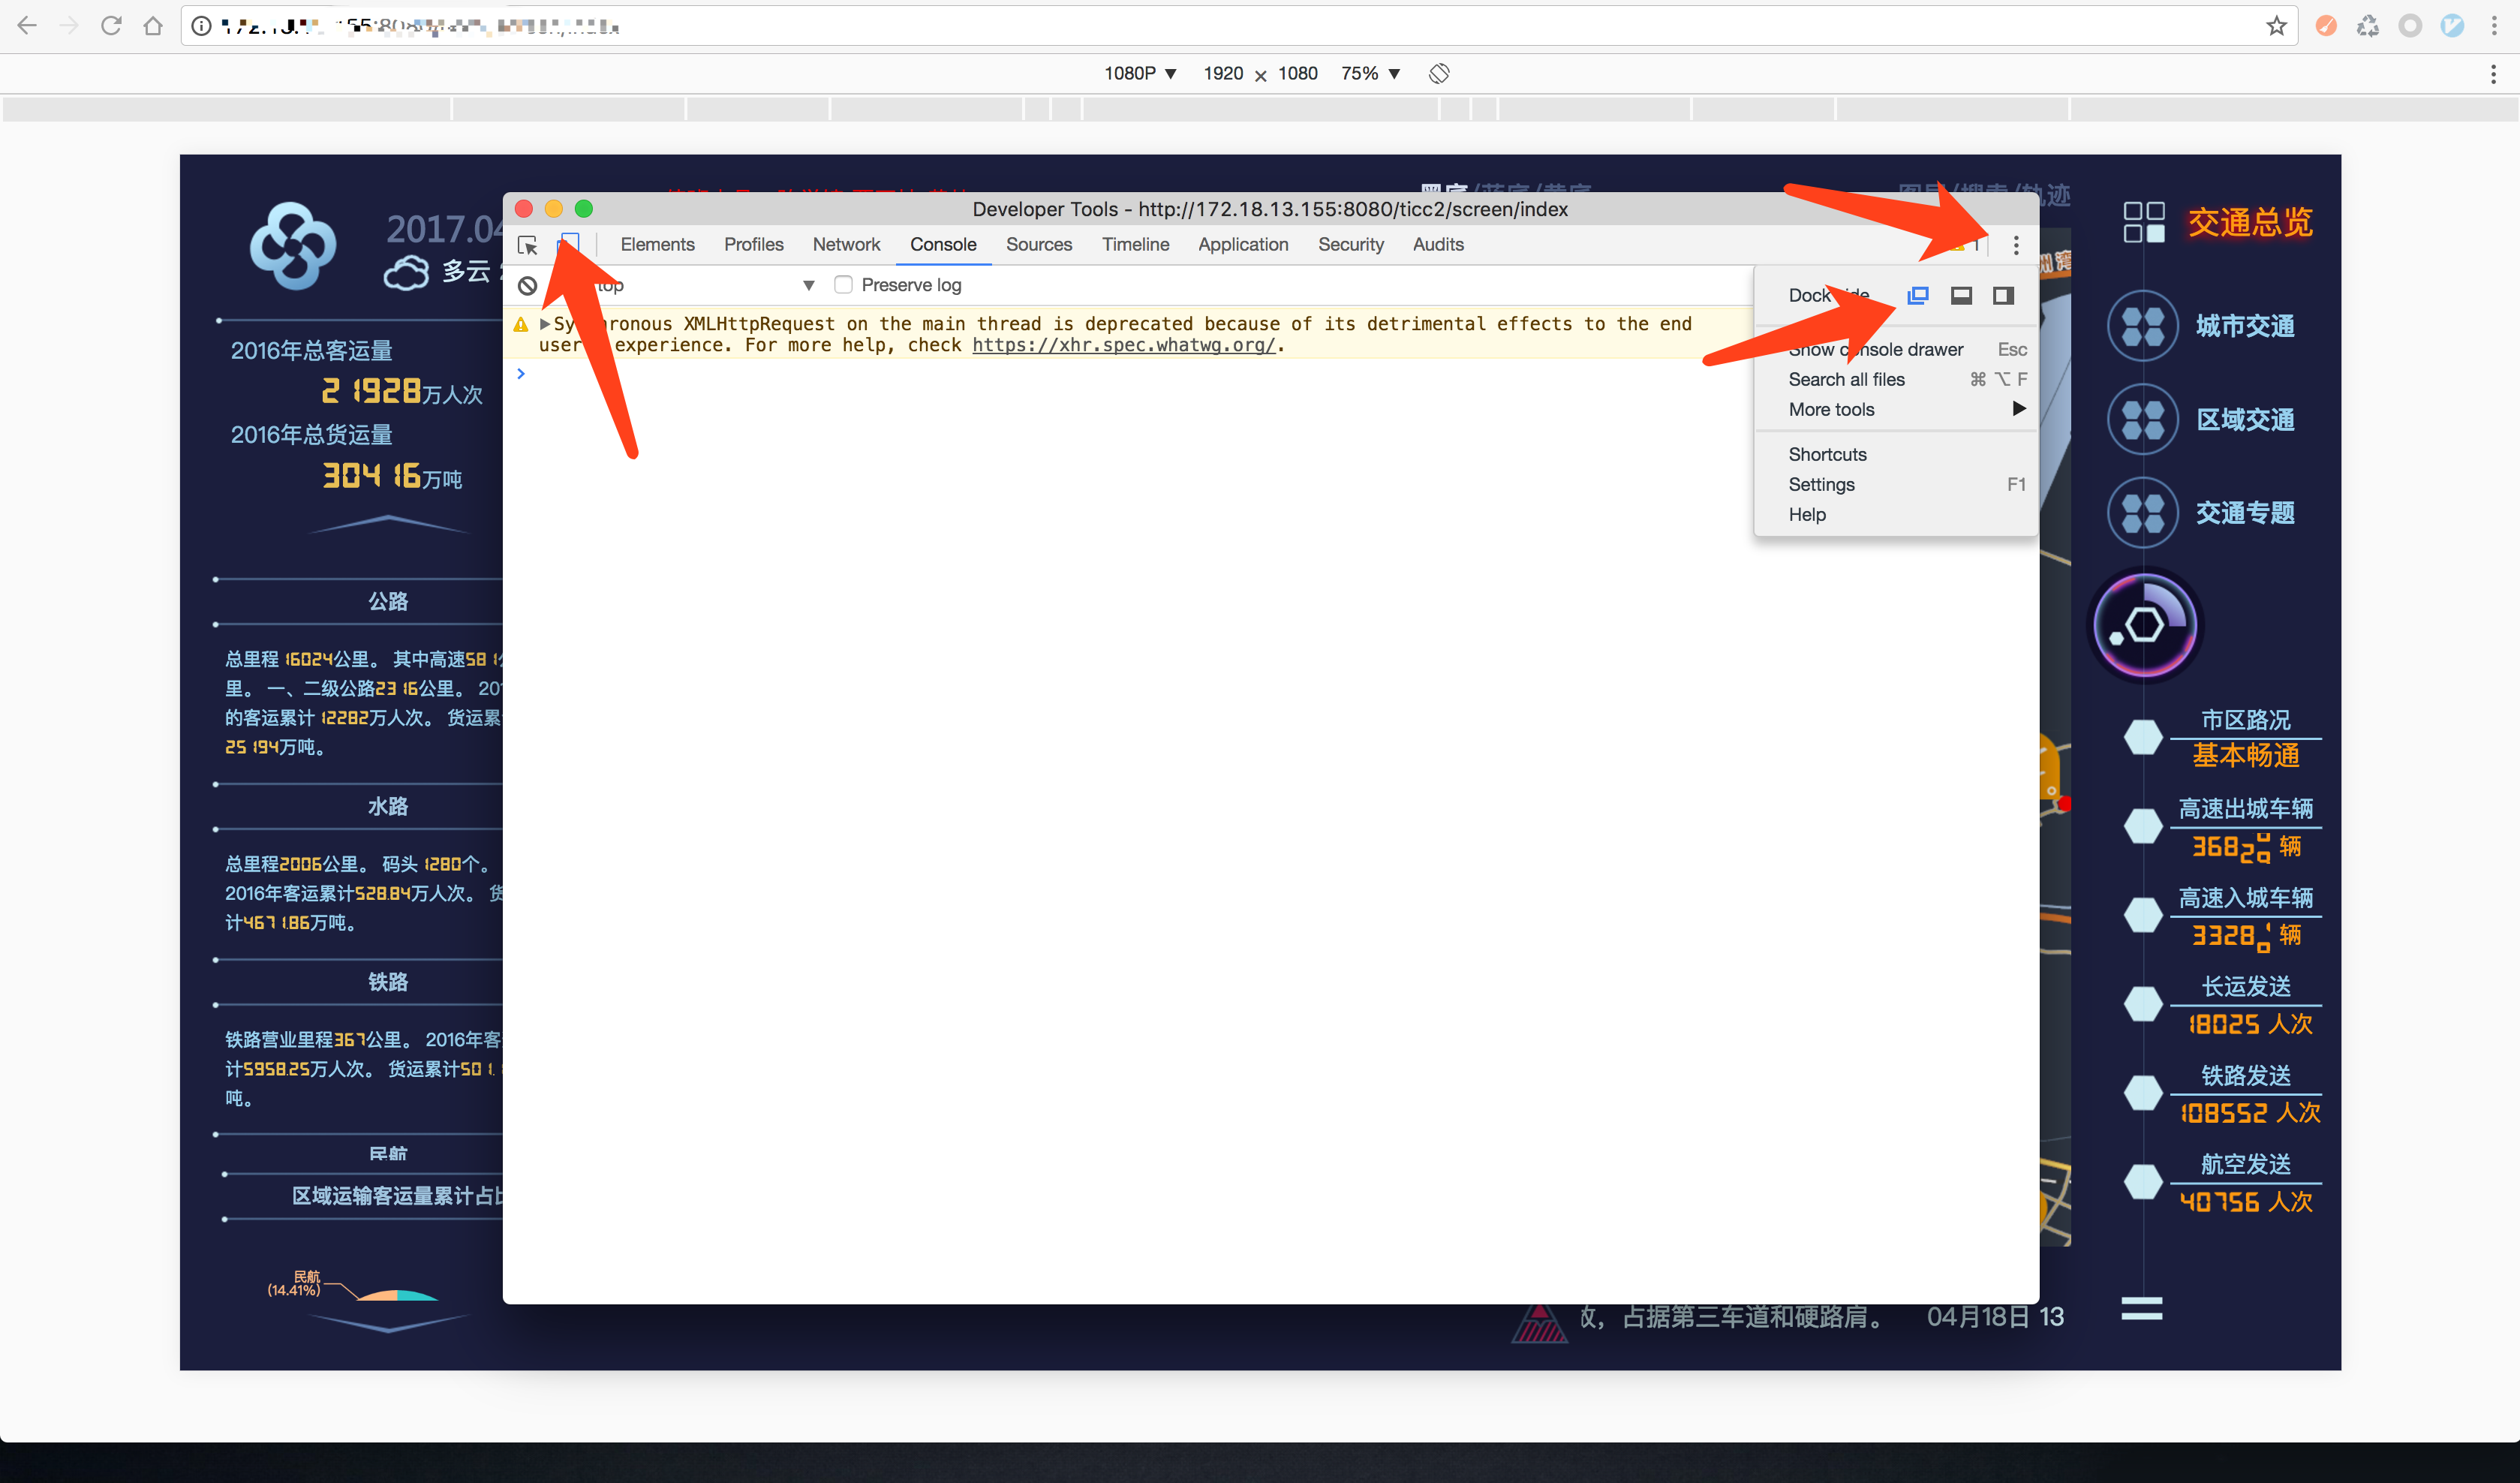 1080P ▼ 1920 × 1080 75% ▼
2017.04
多云
2016年总客运量
21928万人次
2016年总货运量
30416万吨
公路
总里程16024公里。 其中高速581
里。 一、二级公路2316公里。 20
的客运累计12282万人次。 货运累
25194万吨。
水路
总里程2006公里。 码头1280个。
2016年客运累计528.84万人次。 货
计4671.86万吨。
铁路
铁路营业里程367公里。 2016年客
计5958.25万人次。 货运累计501.
吨。
民航
区域运输客运量累计占比
民航
(14.41%)
Developer Tools - http://172.18.13.155:8080/ticc2/screen/index
Elements Profiles Network Console Sources Timeline Application Security Audits
top ▼ Preserve log
Synchronous XMLHttpRequest on the main thread is deprecated because of its detrimental effects to the end
user's experience. For more help, check https://xhr.spec.whatwg.org/.
Dock side
Show console drawer Esc
Search all files ⌘ ⌥ F
More tools ▶
Shortcuts
Settings F1
Help
占据第三车道和硬路肩。 04月18日 13
交通总览
城市交通
区域交通
交通专题
市区路况
基本畅通
高速出城车辆
辆
高速入城车辆
辆
长运发送
18025 人次
铁路发送
108552 人次
航空发送
40756 人次